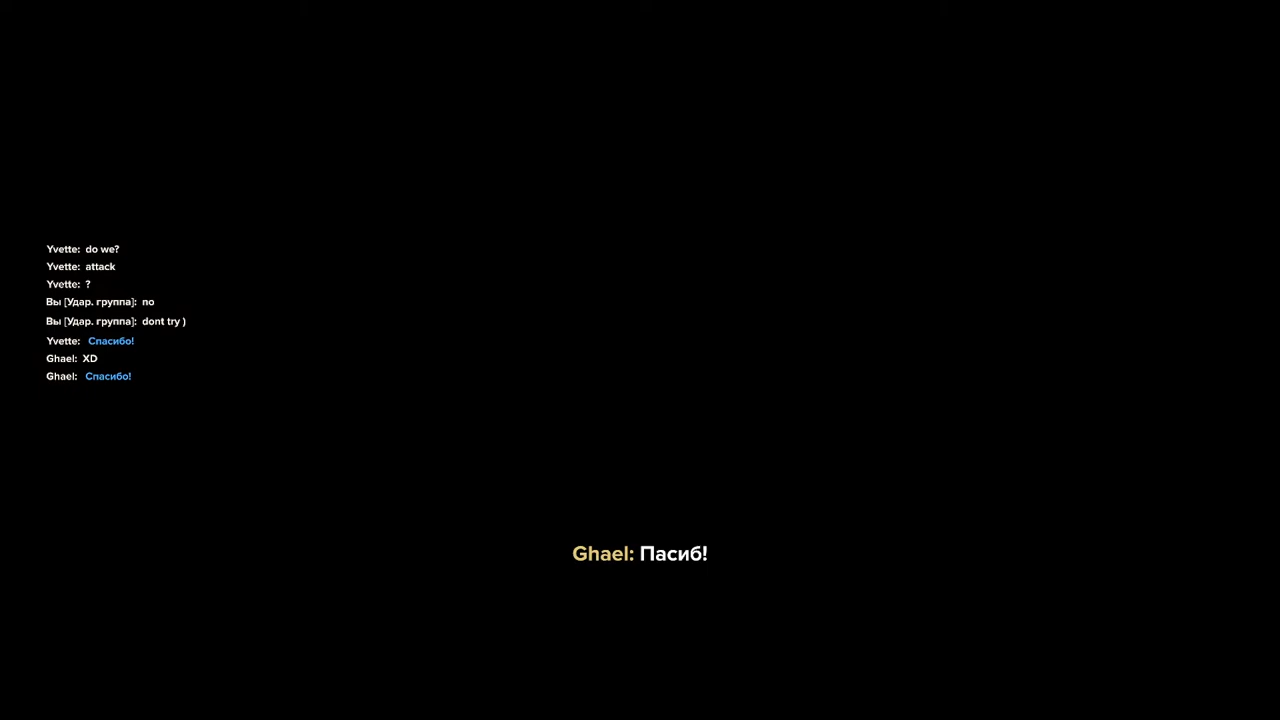 Yvette: do we?
Yvette: attack
Yvette: ?
Вы [Удар. группа]: no
Вы [Удар. группа]: dont try )
Yvette: Спасибо!
Ghael: XD
Ghael: Спасибо!
Ghael: Пасиб!